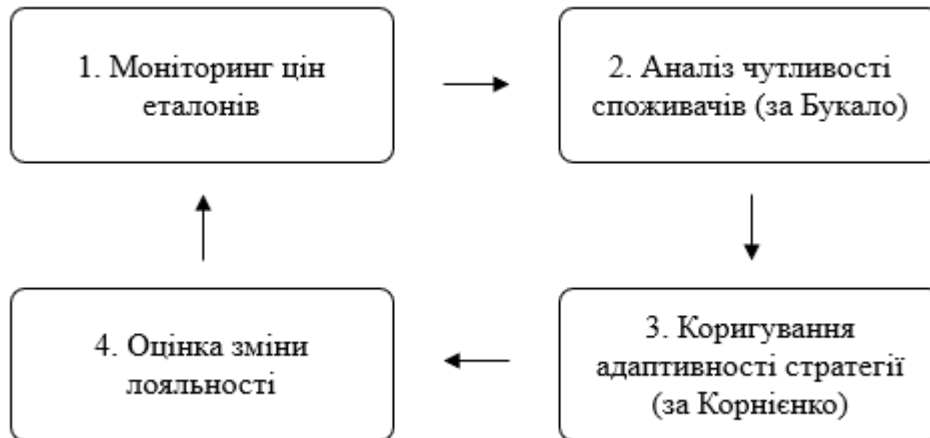 1. Моніторинг цін
еталонів
2. Аналіз чутливості
споживачів (за Букало)
3. Коригування
адаптивності стратегії
(за Корнієнко)
4. Оцінка зміни
лояльності